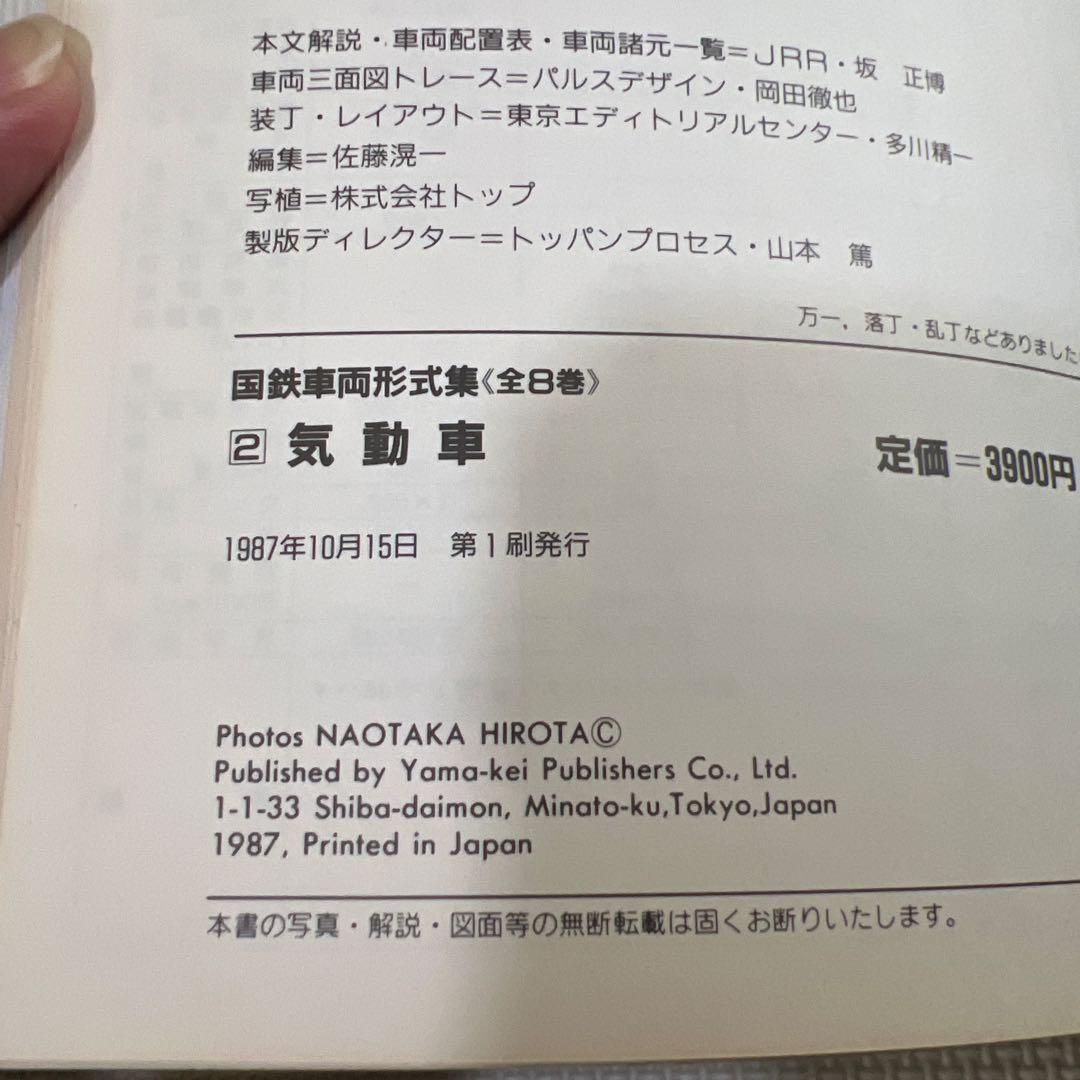 本文解説・車両配置表・車両諸元一覧=JRR・坂　正博
車両三面図トレース=パルスデザイン・岡田徹也
装丁・レイアウト=東京エディトリアルセンター・多川精一
編集=佐藤滉一
写植=株式会社トップ
製版ディレクター=トッパンプロセス・山本　篤
万一，落丁・乱丁などありました
国鉄車両形式集《全8巻》
2 気動車
定価=3900円
1987年10月15日　第1刷発行
Photos NAOTAKA HIROTAⒸ
Published by Yama-kei Publishers Co., Ltd.
1-1-33 Shiba-daimon, Minato-ku,Tokyo,Japan
1987, Printed in Japan
本書の写真・解説・図面等の無断転載は固くお断りいたします。